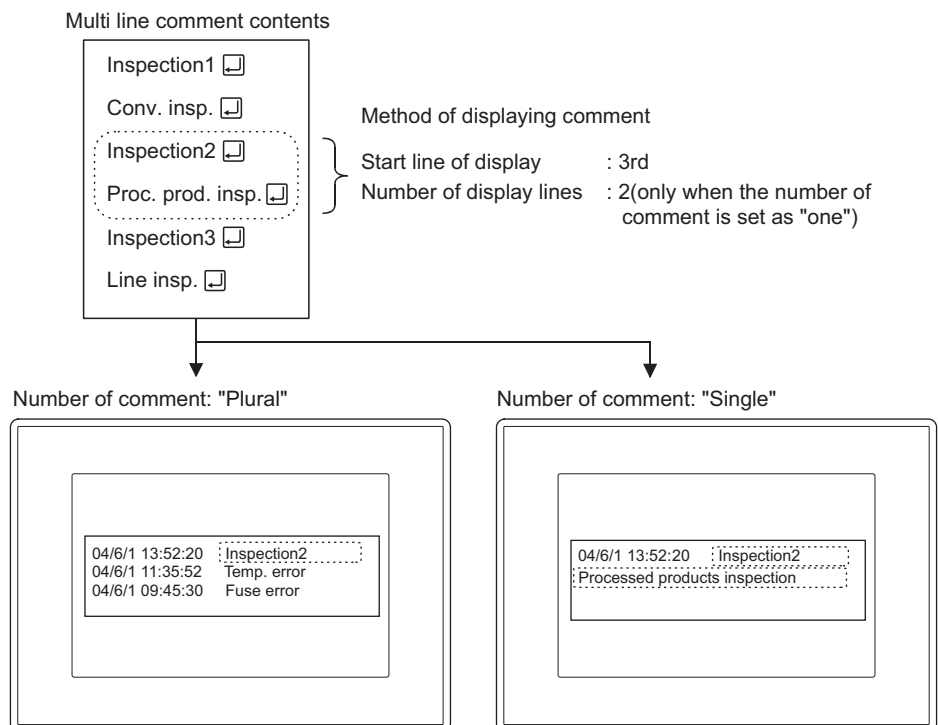 Multi line comment contents
Inspection1
Conv. insp.
Inspection2
Proc. prod. insp.
Inspection3
Line insp.
Method of displaying comment
Start line of display : 3rd
Number of display lines : 2(only when the number of
comment is set as "one")
Number of comment: "Plural"
04/6/1 13:52:20 Inspection2
04/6/1 11:35:52 Temp. error
04/6/1 09:45:30 Fuse error
Number of comment: "Single"
04/6/1 13:52:20 Inspection2
Processed products inspection